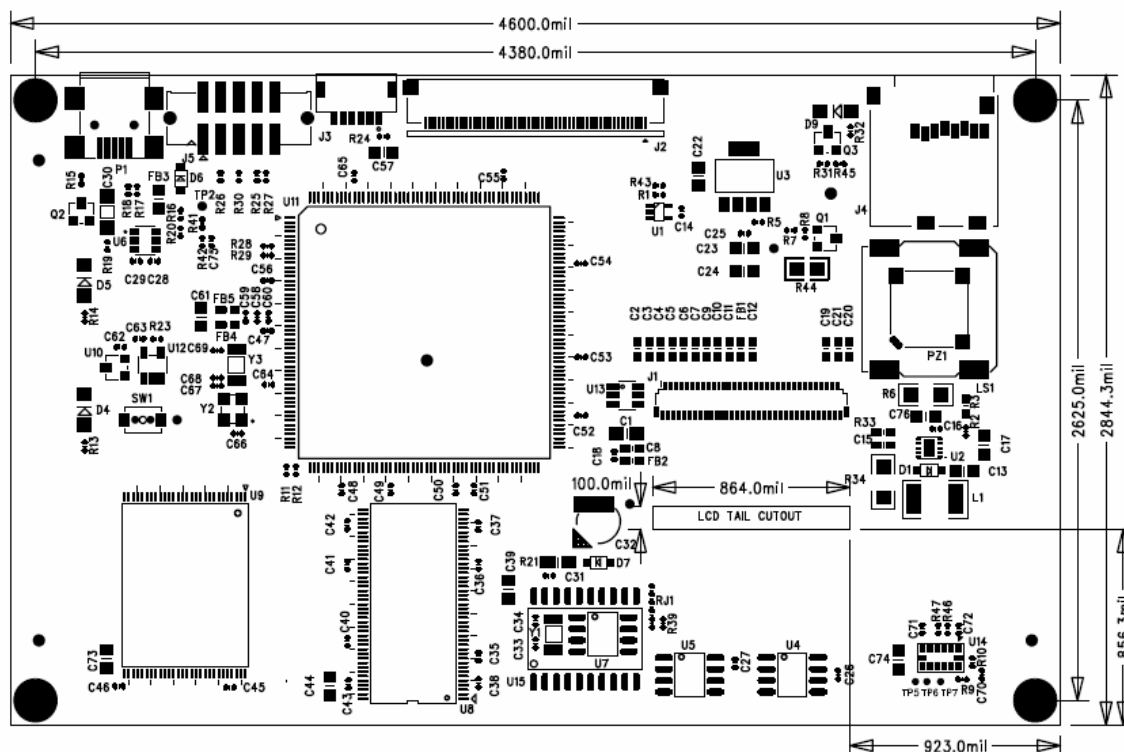 4600.0mil
4380.0mil
J3
R24
C57
J2
C22
D9
R32
Q3
R31 R45
U3
J4
P1
J5
R15
C30
FB3
D6
TP2
C65
C55
U11
R26
R30
R25
R27
R43
R1
U1
C14
R5
R8
R7
Q1
Q2
R18
R17
R16
R20
R41
U6
R19
R42
C75
R28
R29
C25
C23
C24
R44
C54
C29 C28
C56
D5
C61
FB5
C59
C58
C60
R14
C47
FB4
C62
C63
R23
U10
U12
C69
Y3
C64
C68
C67
SW1
Y2
D4
R13
C66
C2
C3
C4
C5
C6
C7
C9
C10
C11
FB1
C12
C19
C21
C20
C53
PZ1
LS1
U13
J1
R6
R3
R2
C76
C16
C52
C1
C8
FB2
C18
R33
C15
U2
C17
R34
D1
C13
L1
2625.0mil
2844.3mil
R11
R12
C48
C49
C50
C51
U9
100.0mil
864.0mil
LCD TAIL CUTOUT
C32
C42
C37
C41
C36
C39
R21
D7
C31
C40
C34
C33
RJ1
R39
Y1
U7
U15
C35
C38
C73
C46
C45
C44
C43
U8
U5
C27
U4
C26
C71
R47
R46
C72
U14
C74
R10
R9
C70
TP5 TP6 TP7
856.3mil
923.0mil